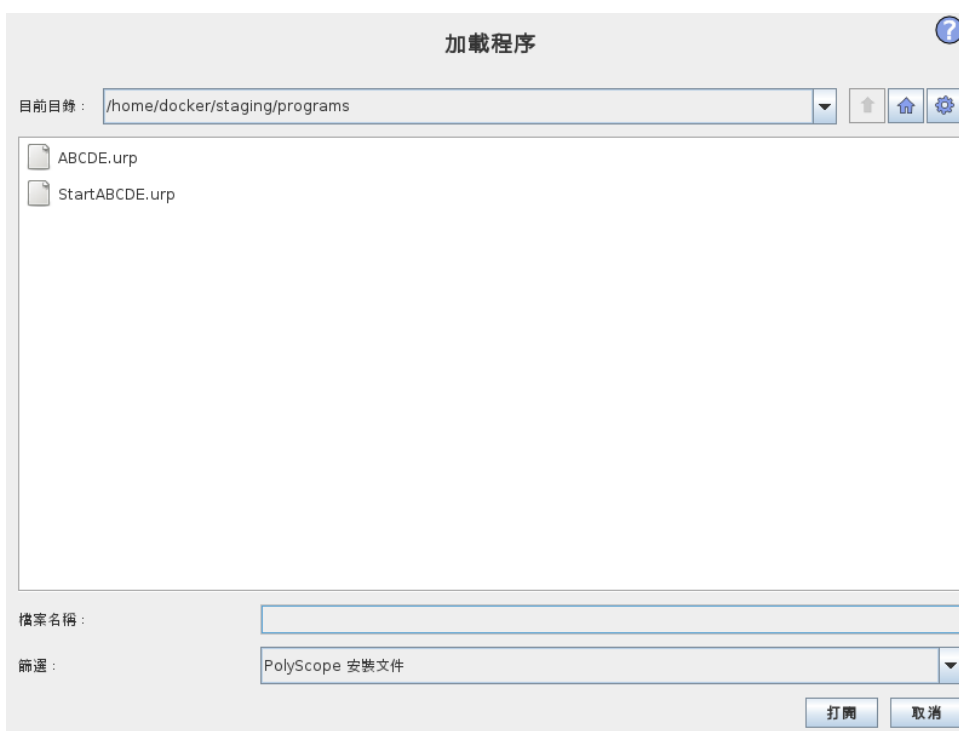 加載程序
目前目錄：
/home/docker/staging/programs
ABCDE.urp
StartABCDE.urp
檔案名稱：
篩選：
PolyScope 安裝文件
打開
取消